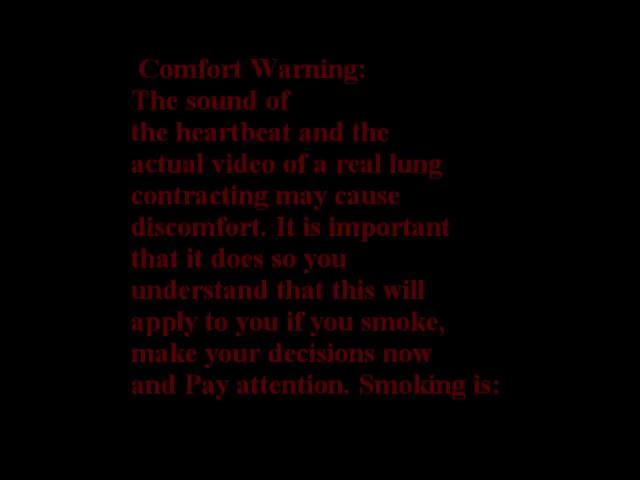 Comfort Warning:
The sound of
the heartbeat and the
actual video of a real lung
contracting may cause
discomfort. It is important
that it does so you
understand that this will
apply to you if you smoke,
make your decisions now
and Pay attention. Smoking is: